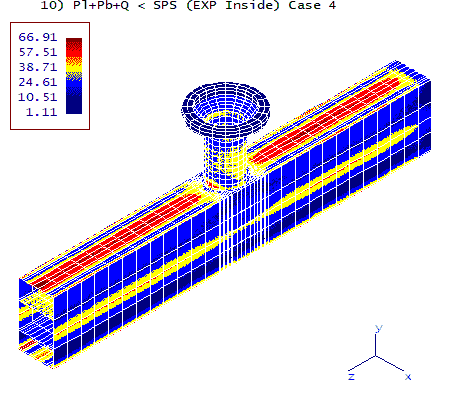 10) Pl+Pb+Q < SPS (EXP Inside) Case 4
66.91
57.51
38.71
24.61
10.51
1.11
y
z
x